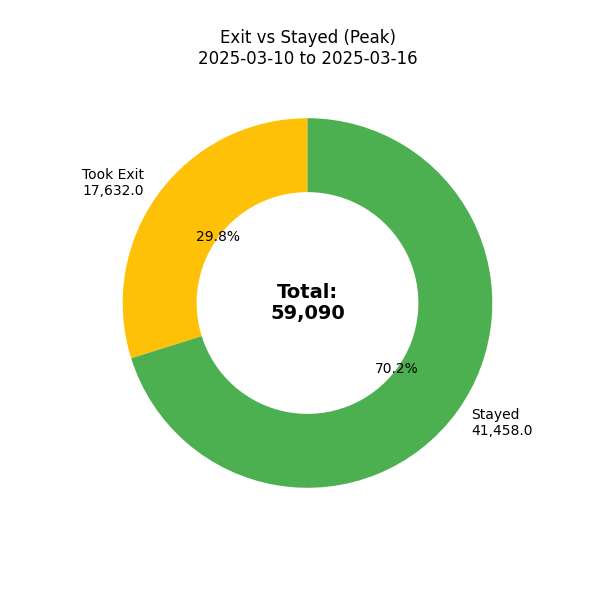 Exit vs Stayed (Peak)
2025-03-10 to 2025-03-16
Took Exit
17,632.0
29.8%
Total:
59,090
70.2%
Stayed
41,458.0